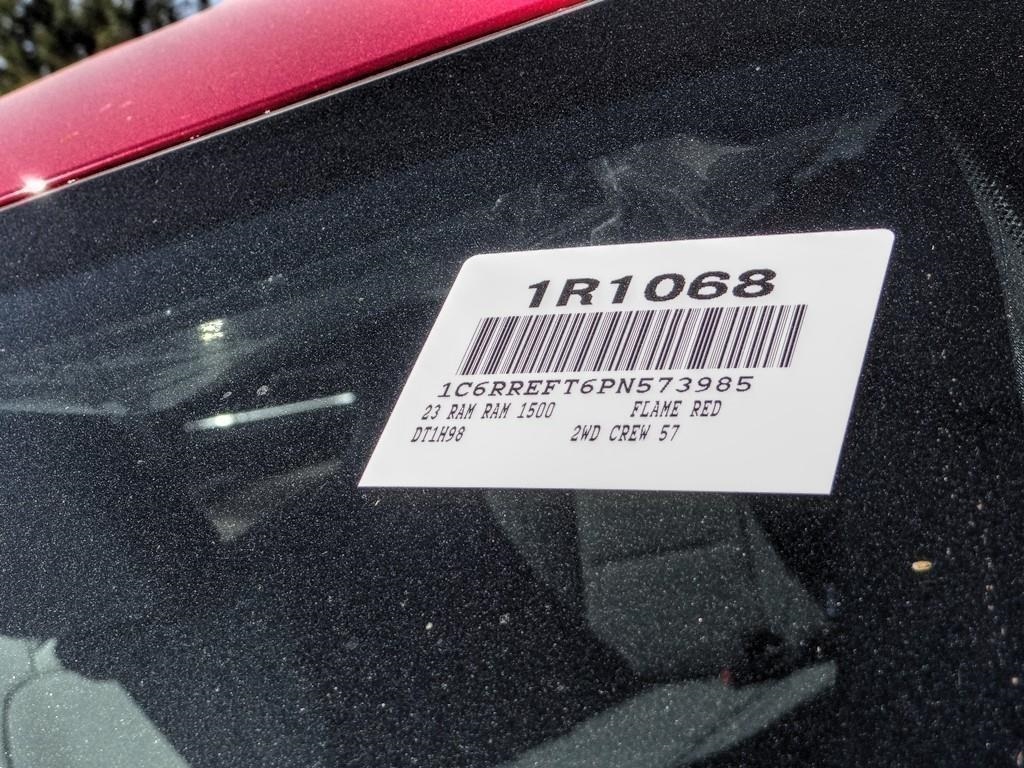 1R1068
1C6RREFT6PN573985
23 RAM RAM 1500 FLAME RED
DT1H98 2WD CREW 57